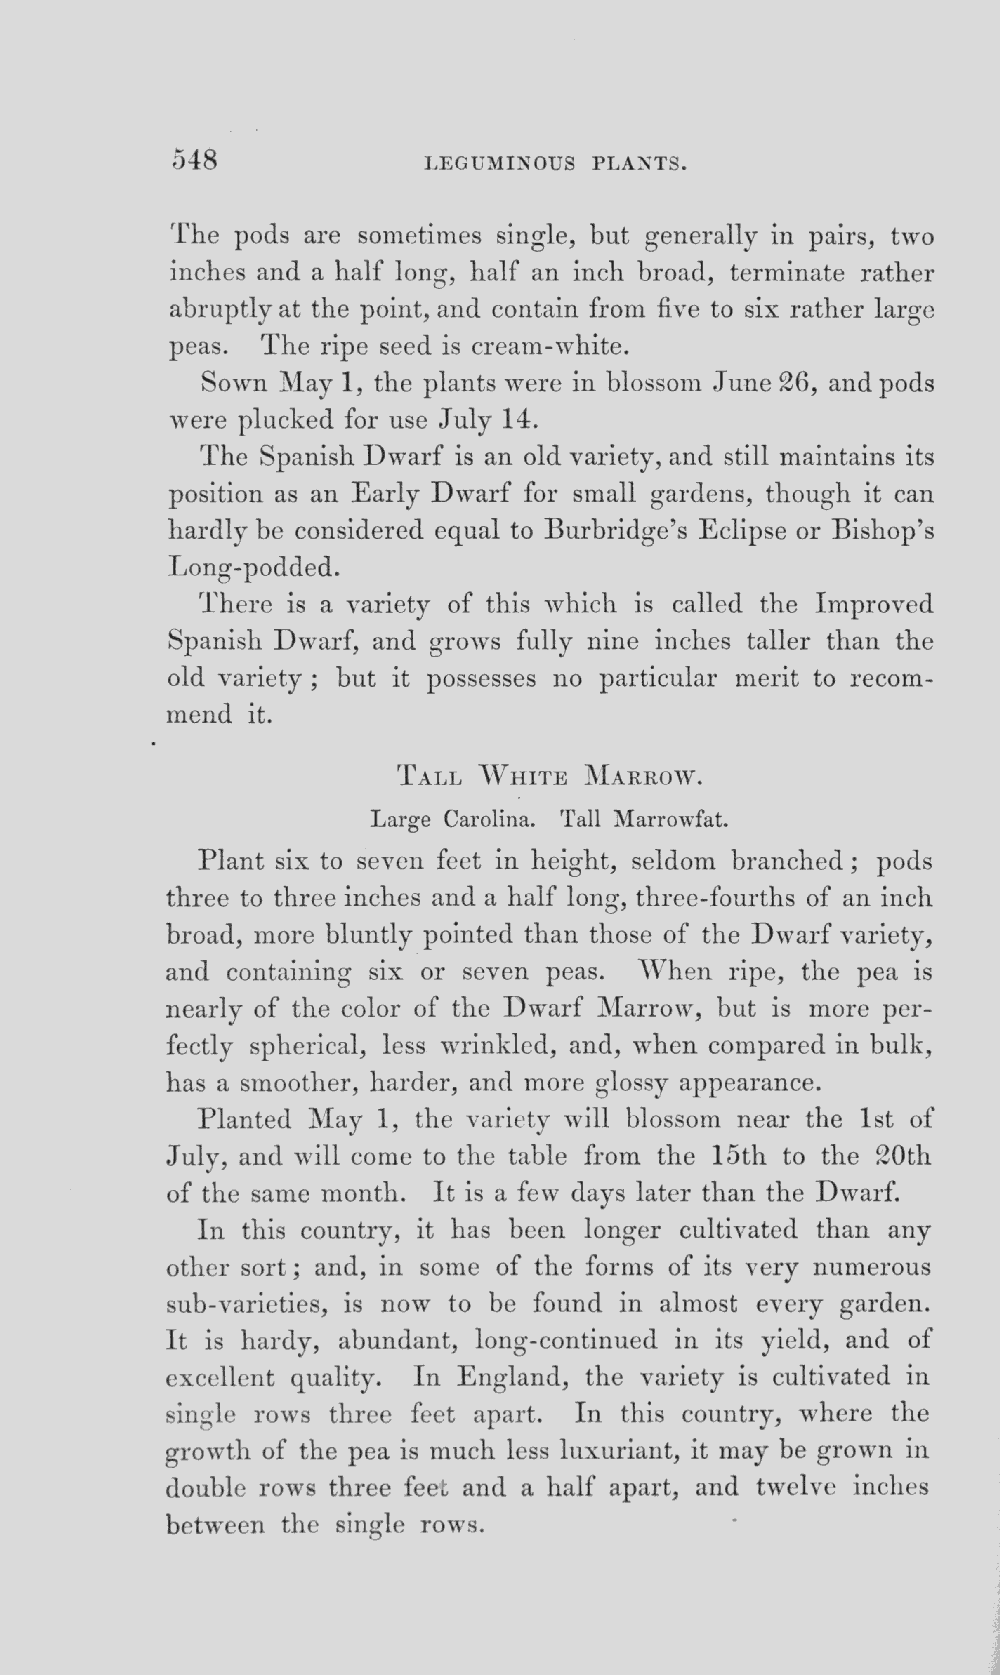 548 LEGUMINOUS PLANTS.
The pods are sometimes single, but generally in pairs, two
inches and a half long, half an inch broad, terminate rather
abruptly at the point, and contain from five to six rather large
peas. The ripe seed is cream-white.
Sown May 1, the plants were in blossom June 26, and pods
were plucked for use July 14.
The Spanish Dwarf is an old variety, and still maintains its
position as an Early Dwarf for small gardens, though it can
hardly be considered equal to Burbridge's Eclipse or Bishop's
Long-podded.
There is a variety of this which is called the Improved
Spanish Dwarf, and grows fully nine inches taller than the
old variety; but it possesses no particular merit to recom-
mend it.
TALL WHITE MARROW.
Large Carolina. Tall Marrowfat.
Plant six to seven feet in height, seldom branched; pods
three to three inches and a half long, three-fourths of an inch
broad, more bluntly pointed than those of the Dwarf variety,
and containing six or seven peas. When ripe, the pea is
nearly of the color of the Dwarf Marrow, but is more per-
fectly spherical, less wrinkled, and, when compared in bulk,
has a smoother, harder, and more glossy appearance.
Planted May 1, the variety will blossom near the 1st of
July, and will come to the table from the 15th to the 20th
of the same month. It is a few days later than the Dwarf.
In this country, it has been longer cultivated than any
other sort; and, in some of the forms of its very numerous
sub-varieties, is now to be found in almost every garden.
It is hardy, abundant, long-continued in its yield, and of
excellent quality. In England, the variety is cultivated in
single rows three feet apart. In this country, where the
growth of the pea is much less luxuriant, it may be grown in
double rows three feet and a half apart, and twelve inches
between the single rows.